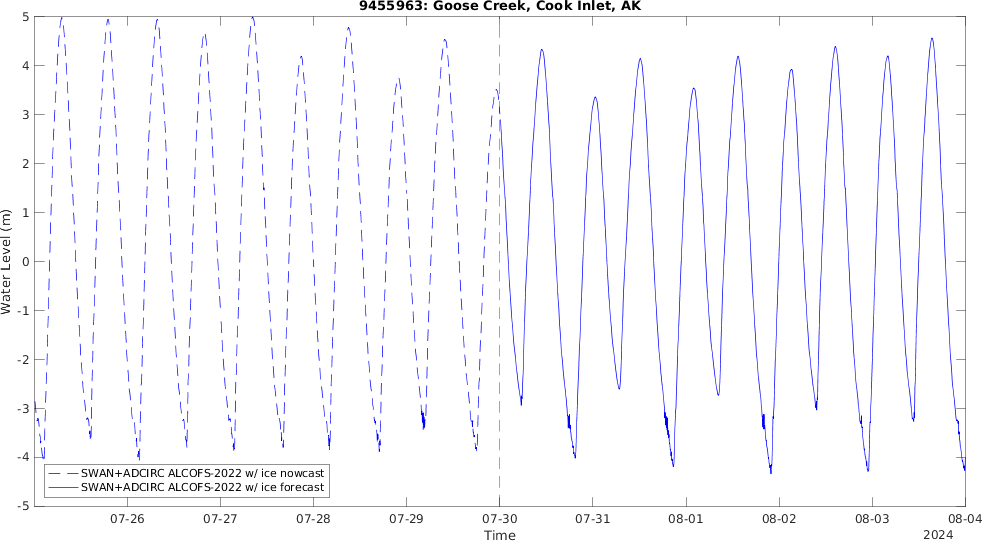 9455963: Goose Creek, Cook Inlet, AK
5
4
3
2
1
0
-1
-2
-3
-4
-5
Water Level (m)
SWAN+ADCIRC ALCOFS-2022 w/ ice nowcast
SWAN+ADCIRC ALCOFS-2022 w/ ice forecast
07-26 07-27 07-28 07-29 07-30 07-31 08-01 08-02 08-03 08-04
Time
2024